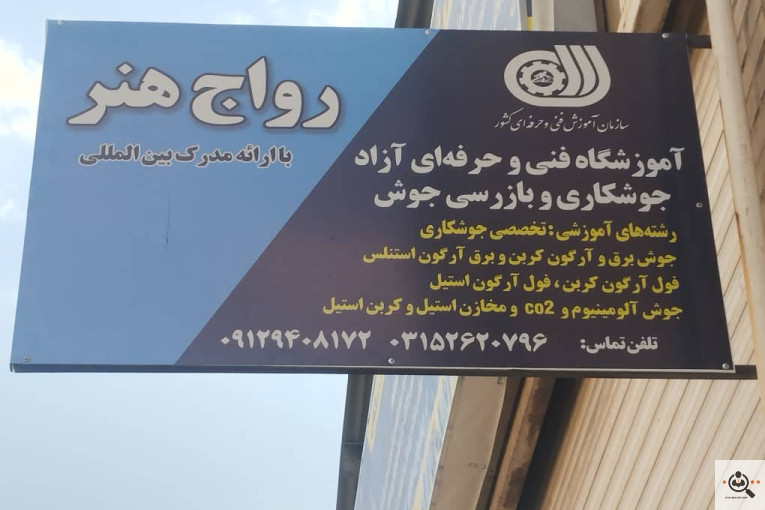 رواج هنر
با ارائه مدرک بین المللی
سازمان آموزش فنی و حرفه‌ای کشور
آموزشگاه فنی و حرفه‌ای آزاد
جوشکاری و بازرسی جوش
رشته‌های آموزشی: تخصصی جوشکاری
جوش برق و آرگون کربن و برق آرگون استنلس
فول آرگون کربن ، فول آرگون استیل
جوش آلومینیوم و co2 و مخازن استیل و کربن استیل
تلفن تماس: ۰۳۱۵۲۶۲۰۷۹۶ ۰۹۱۲۹۴۰۸۱۷۲